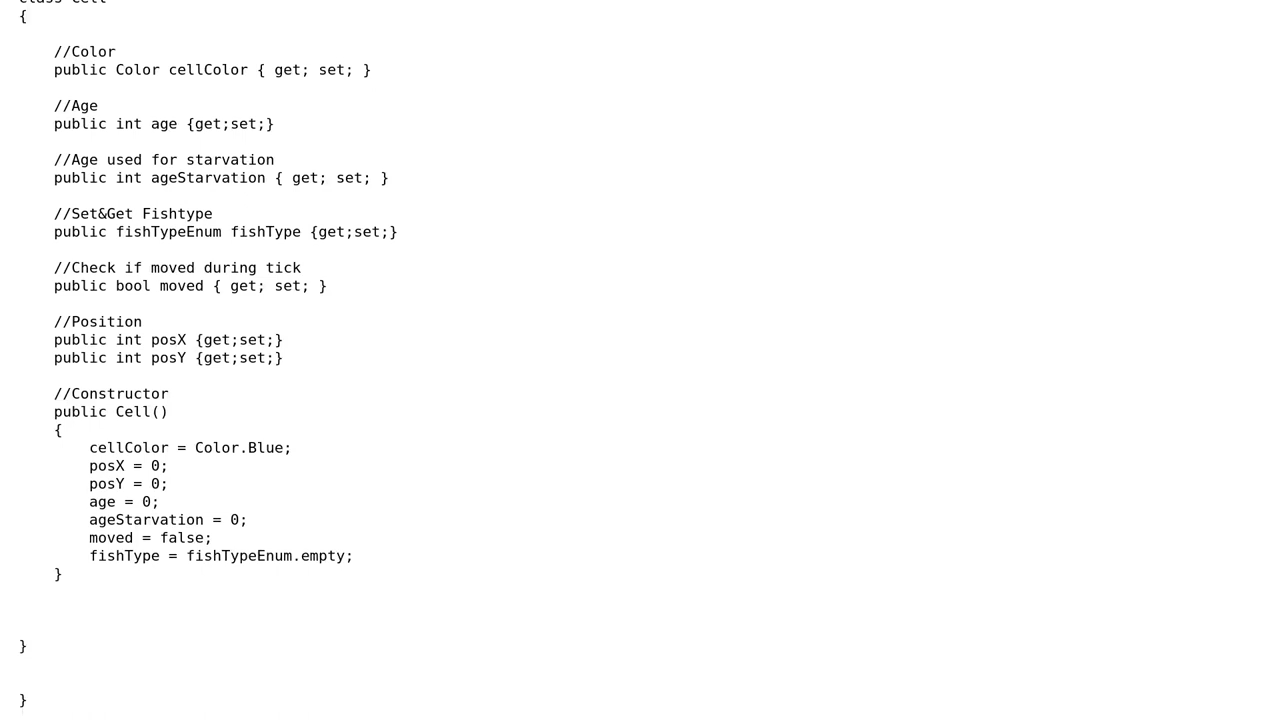 class Cell
{
//Color
public Color cellColor { get; set; }
//Age
public int age {get;set;}
//Age used for starvation
public int ageStarvation { get; set; }
//Set&Get Fishtype
public fishTypeEnum fishType {get;set;}
//Check if moved during tick
public bool moved { get; set; }
//Position
public int posX {get;set;}
public int posY {get;set;}
//Constructor
public Cell()
{
cellColor = Color.Blue;
posX = 0;
posY = 0;
age = 0;
ageStarvation = 0;
moved = false;
fishType = fishTypeEnum.empty;
}
}
}